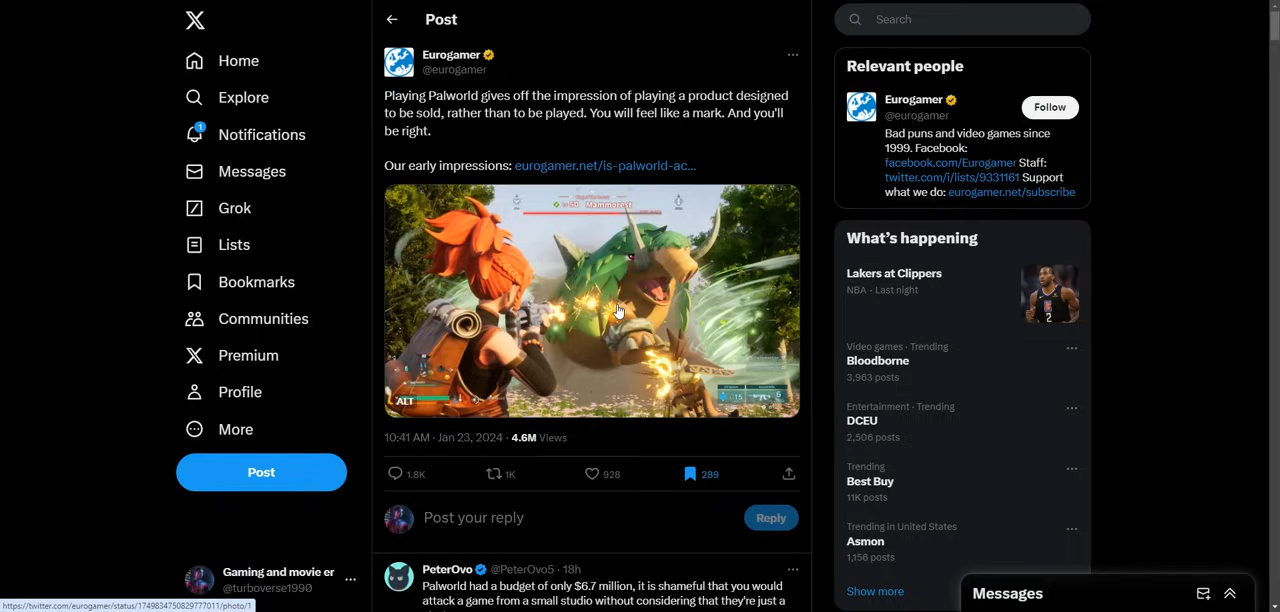 Post
Search
Home
Explore
1
Notifications
Messages
Grok
Lists
Bookmarks
Communities
Premium
Profile
More
Post
Gaming and movie er
@turboverse1990
https://twitter.com/eurogamer/status/1749834750829777011/photo/1
Eurogamer
@eurogamer
Playing Palworld gives off the impression of playing a product designed
to be sold, rather than to be played. You will feel like a mark. And you'll
be right.
Our early impressions: eurogamer.net/is-palworld-ac...
50 Mammorest
ALT
10:41 AM · Jan 23, 2024 · 4.6M Views
1.8K 1K 928 289
Post your reply
Reply
PeterOvo @PeterOvo5 · 18h
Palworld had a budget of only $6.7 million, it is shameful that you would
attack a game from a small studio without considering that they're just a
Relevant people
Eurogamer
@eurogamer
Follow
Bad puns and video games since
1999. Facebook:
facebook.com/Eurogamer Staff:
twitter.com/i/lists/9331161 Support
what we do: eurogamer.net/subscribe
What's happening
Lakers at Clippers
NBA · Last night
Video games · Trending
Bloodborne
3,963 posts
Entertainment · Trending
DCEU
2,506 posts
Trending
Best Buy
11K posts
Trending in United States
Asmon
1,156 posts
Show more
Messages